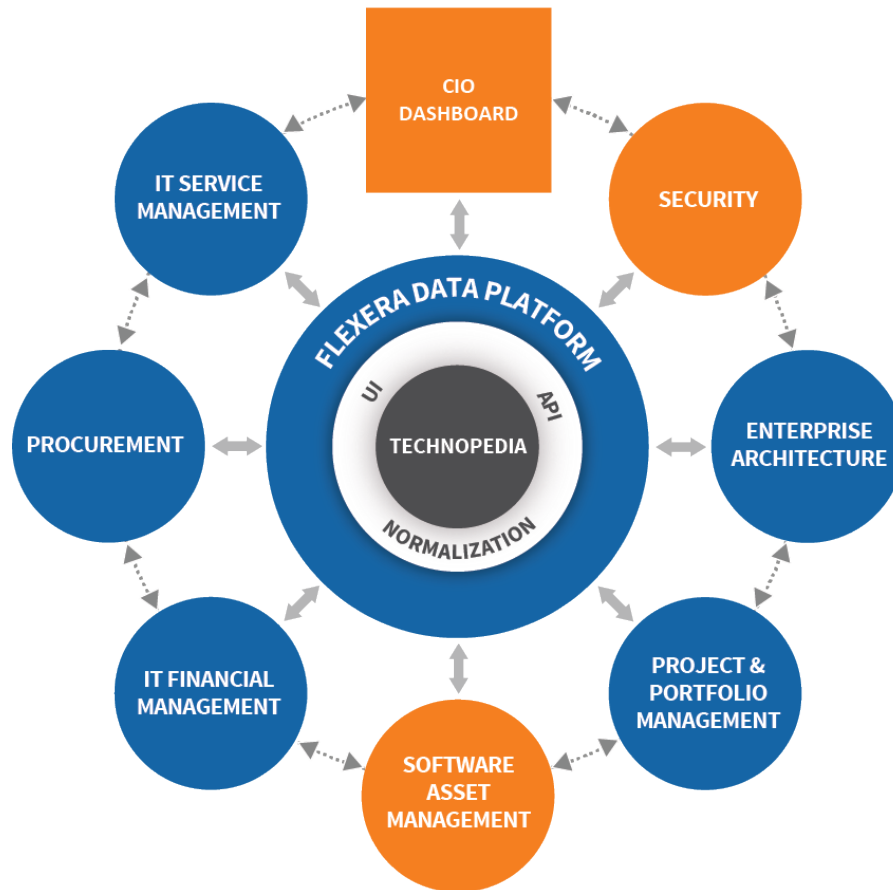 CIO
DASHBOARD
IT SERVICE
MANAGEMENT
SECURITY
FLEXERA DATA PLATFORM
UI
API
TECHNOPEDIA
NORMALIZATION
PROCUREMENT
ENTERPRISE
ARCHITECTURE
IT FINANCIAL
MANAGEMENT
PROJECT &
PORTFOLIO
MANAGEMENT
SOFTWARE
ASSET
MANAGEMENT